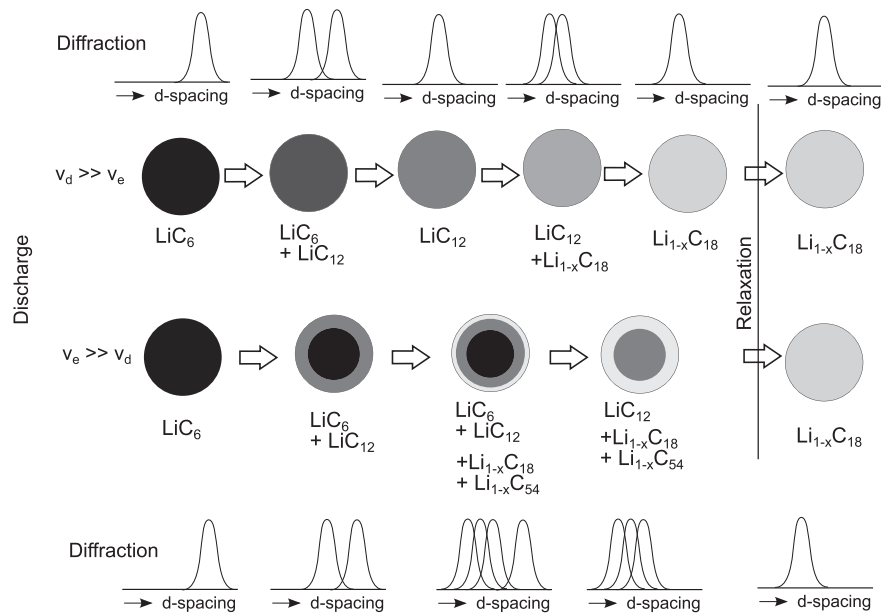 Diffraction
→ d-spacing → d-spacing → d-spacing → d-spacing → d-spacing → d-spacing
Discharge
v_d >> v_e
LiC₆
LiC₆
+ LiC₁₂
LiC₁₂
LiC₁₂
+Li₁₋ₓC₁₈
Li₁₋ₓC₁₈
Relaxation
Li₁₋ₓC₁₈
v_e >> v_d
LiC₆
LiC₆
+ LiC₁₂
LiC₆
+ LiC₁₂
+Li₁₋ₓC₁₈
+ Li₁₋ₓC₅₄
LiC₁₂
+Li₁₋ₓC₁₈
+ Li₁₋ₓC₅₄
Li₁₋ₓC₁₈
Diffraction
→ d-spacing → d-spacing → d-spacing → d-spacing → d-spacing